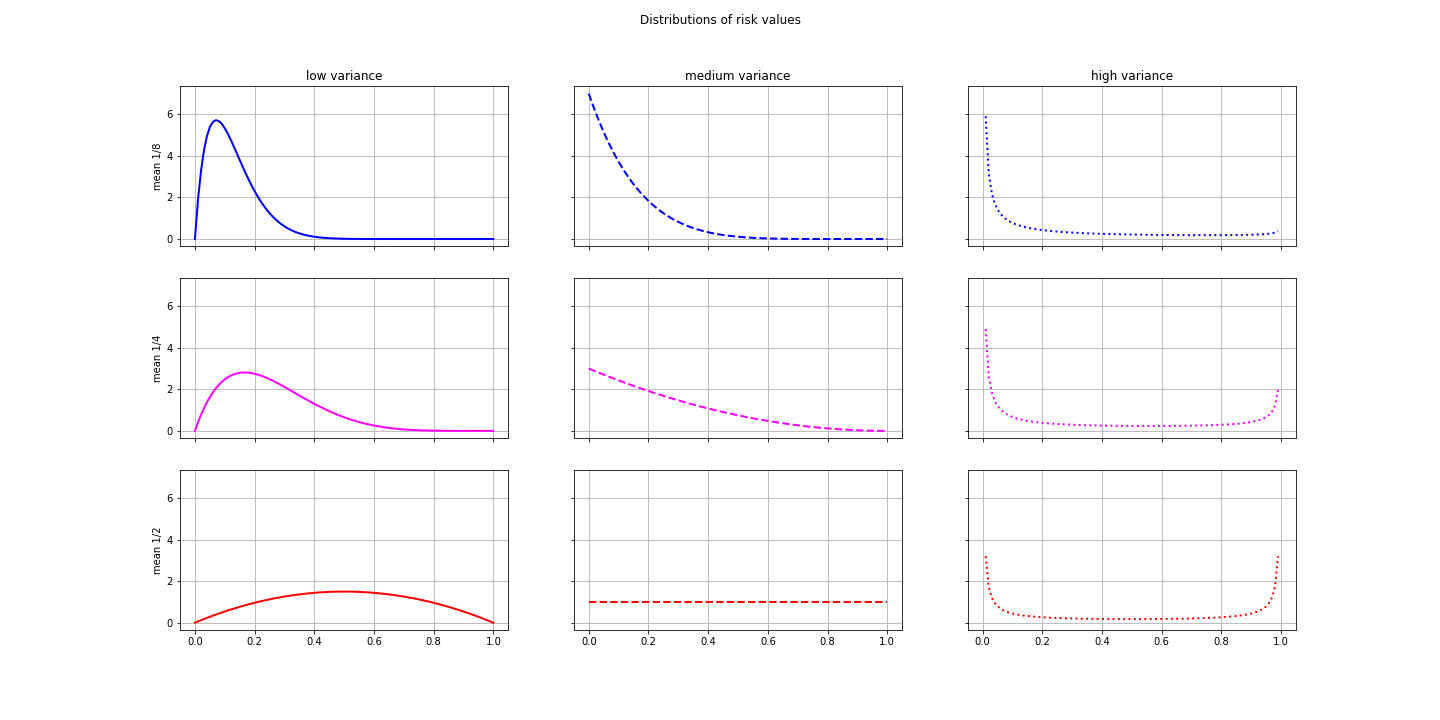 Distributions of risk values
low variance
medium variance
high variance
mean 1/8
6
4
2
0
mean 1/4
6
4
2
0
mean 1/2
6
4
2
0
0.0 0.2 0.4 0.6 0.8 1.0
0.0 0.2 0.4 0.6 0.8 1.0
0.0 0.2 0.4 0.6 0.8 1.0